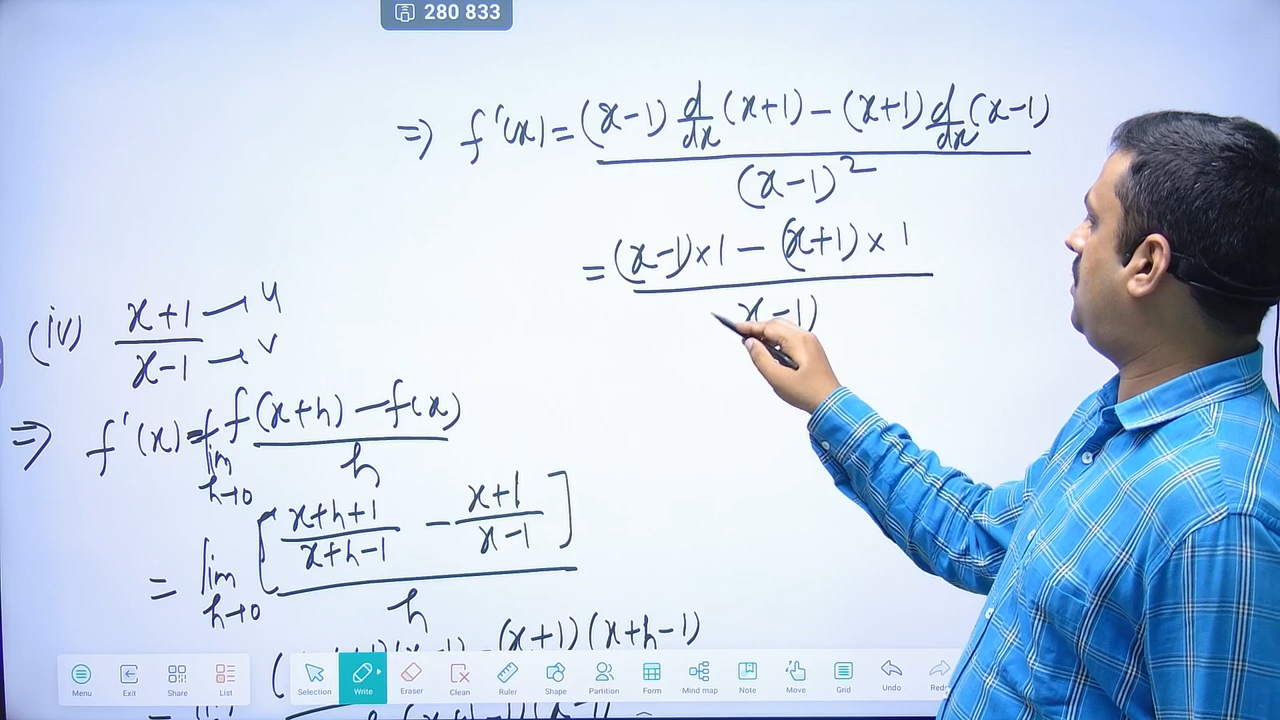 280 833
⇒ f'(x) = (x-1) d/dx (x+1) - (x+1) d/dx (x-1)
(x-1)²
= (x-1)×1 - (x+1)×1
x-1)
(iv) x+1 → u
x-1 → v
⇒ f'(x) = lim h→0 f(x+h) - f(x)
h
= lim h→0 [ x+h+1 / x+h-1 - x+1 / x-1 ]
h
- (x+1)(x+h-1)
Menu Exit Share List Selection Write Eraser Clean Ruler Shape Partition Form Mind map Note Move Grid Undo